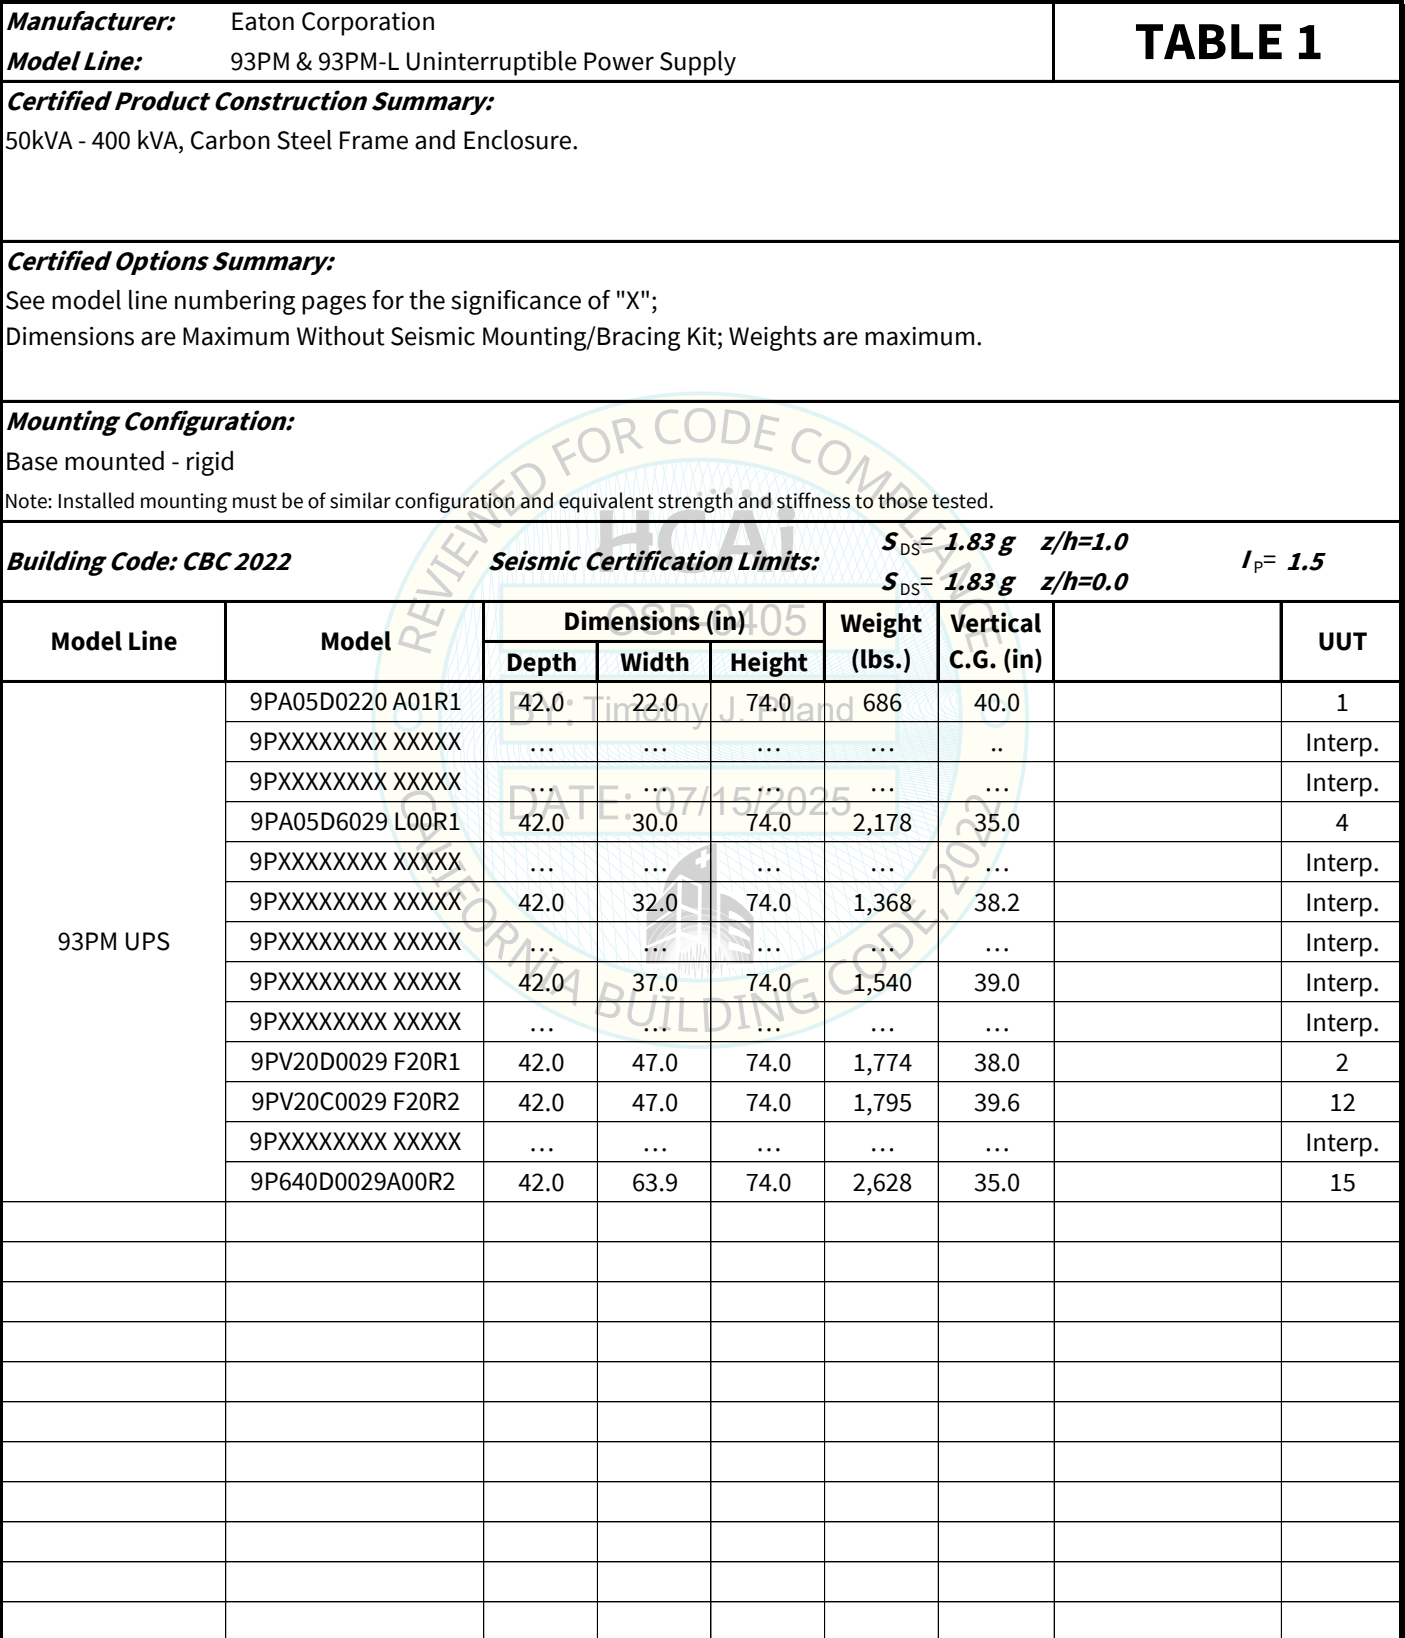 Manufacturer: Eaton Corporation
TABLE 1
Model Line: 93PM & 93PM-L Uninterruptible Power Supply
Certified Product Construction Summary:
50kVA - 400 kVA, Carbon Steel Frame and Enclosure.
Certified Options Summary:
See model line numbering pages for the significance of "X";
Dimensions are Maximum Without Seismic Mounting/Bracing Kit; Weights are maximum.
Mounting Configuration:
Base mounted - rigid
Note: Installed mounting must be of similar configuration and equivalent strength and stiffness to those tested.
Building Code: CBC 2022 Seismic Certification Limits: SDS= 1.83 g z/h=1.0 IP= 1.5
SDS= 1.83 g z/h=0.0
Model Line Model Dimensions (in) Weight (lbs.) Vertical C.G. (in) UUT
Depth Width Height
93PM UPS
9PA05D0220 A01R1 42.0 22.0 74.0 686 40.0 1
9PXXXXXXXX XXXXX … … … … .. Interp.
9PXXXXXXXX XXXXX … … … … … Interp.
9PA05D6029 L00R1 42.0 30.0 74.0 2,178 35.0 4
9PXXXXXXXX XXXXX … … … … … Interp.
9PXXXXXXXX XXXXX 42.0 32.0 74.0 1,368 38.2 Interp.
9PXXXXXXXX XXXXX … … … … … Interp.
9PXXXXXXXX XXXXX 42.0 37.0 74.0 1,540 39.0 Interp.
9PXXXXXXXX XXXXX … … … … … Interp.
9PV20D0029 F20R1 42.0 47.0 74.0 1,774 38.0 2
9PV20C0029 F20R2 42.0 47.0 74.0 1,795 39.6 12
9PXXXXXXXX XXXXX … … … … … Interp.
9P640D0029A00R2 42.0 63.9 74.0 2,628 35.0 15
REVIEWED FOR CODE COMPLIANCE
HCAi
OSP-0405
BY: Timothy J. Piland
DATE: 07/15/2025
CALIFORNIA BUILDING CODE, 2022